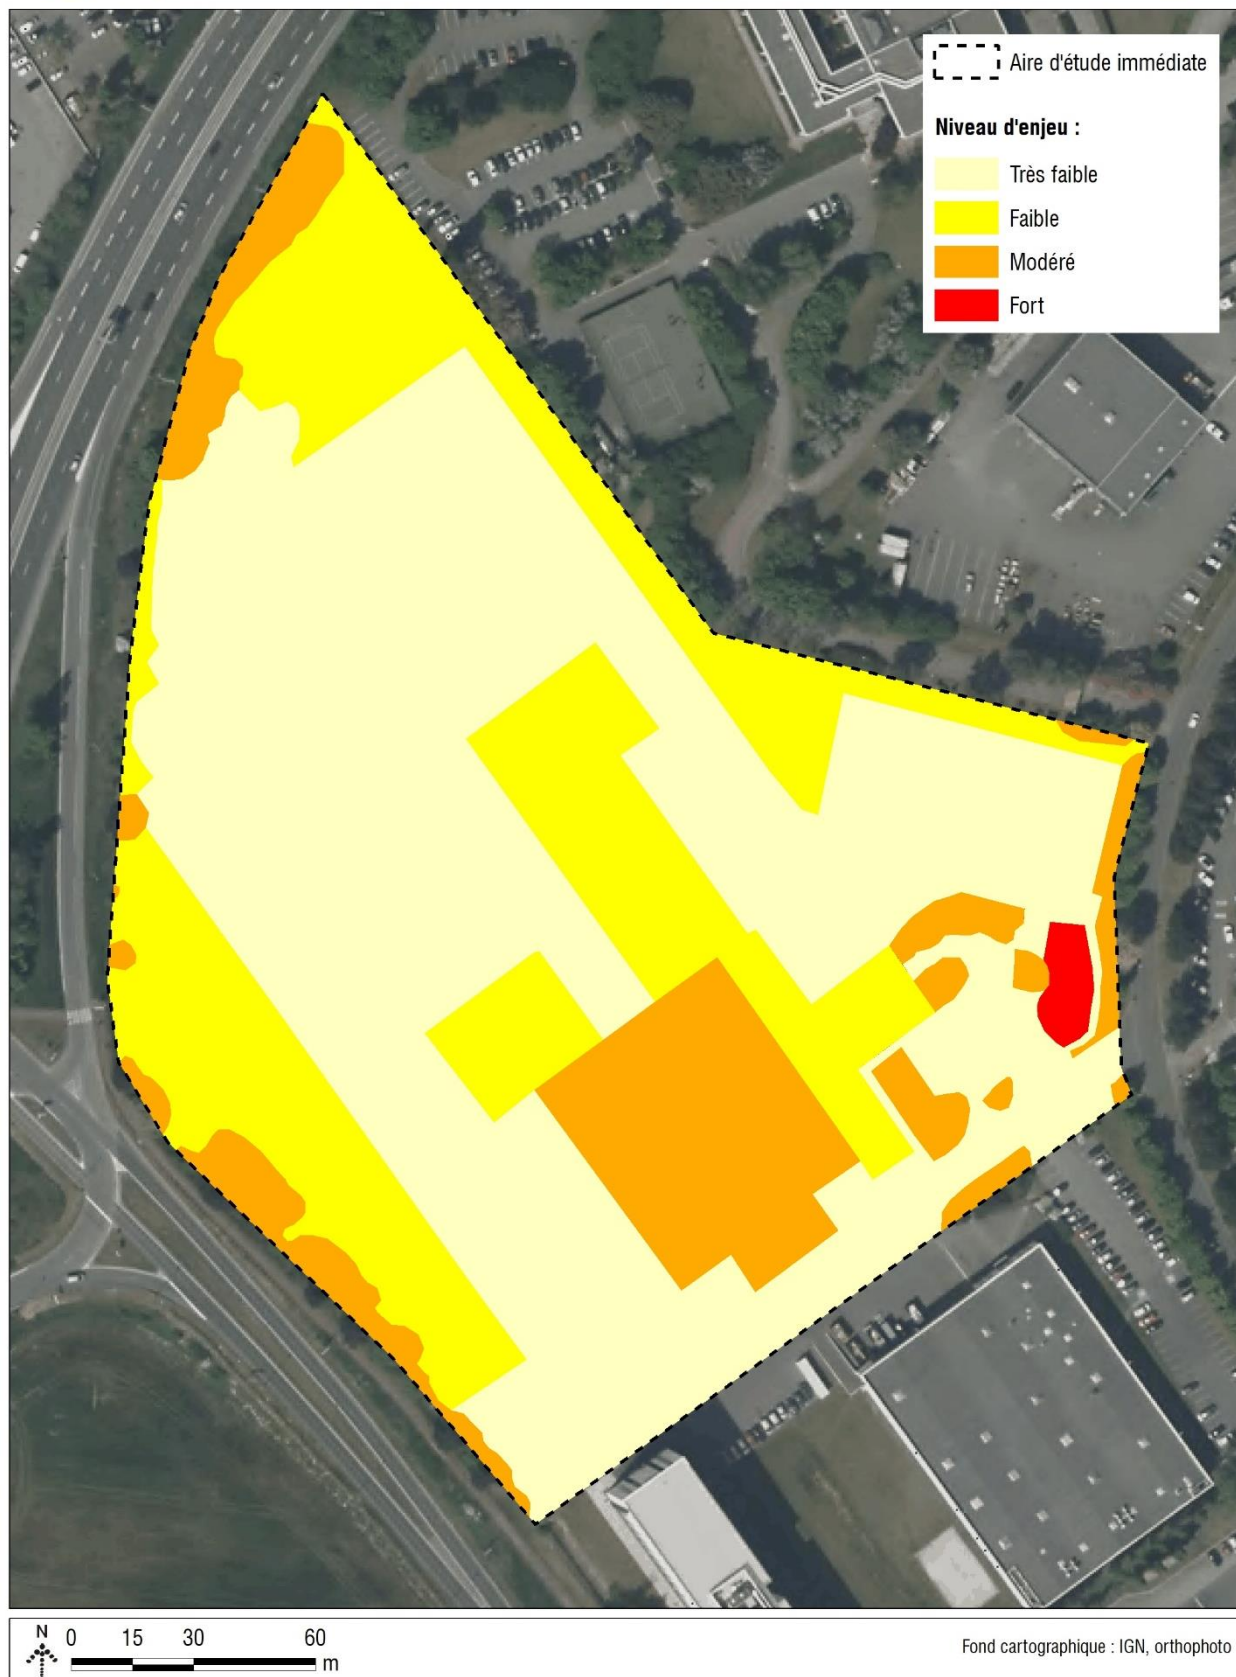 Aire d'étude immédiate
Niveau d'enjeu :
Très faible
Faible
Modéré
Fort
N
0 15 30 60
m
Fond cartographique : IGN, orthophoto